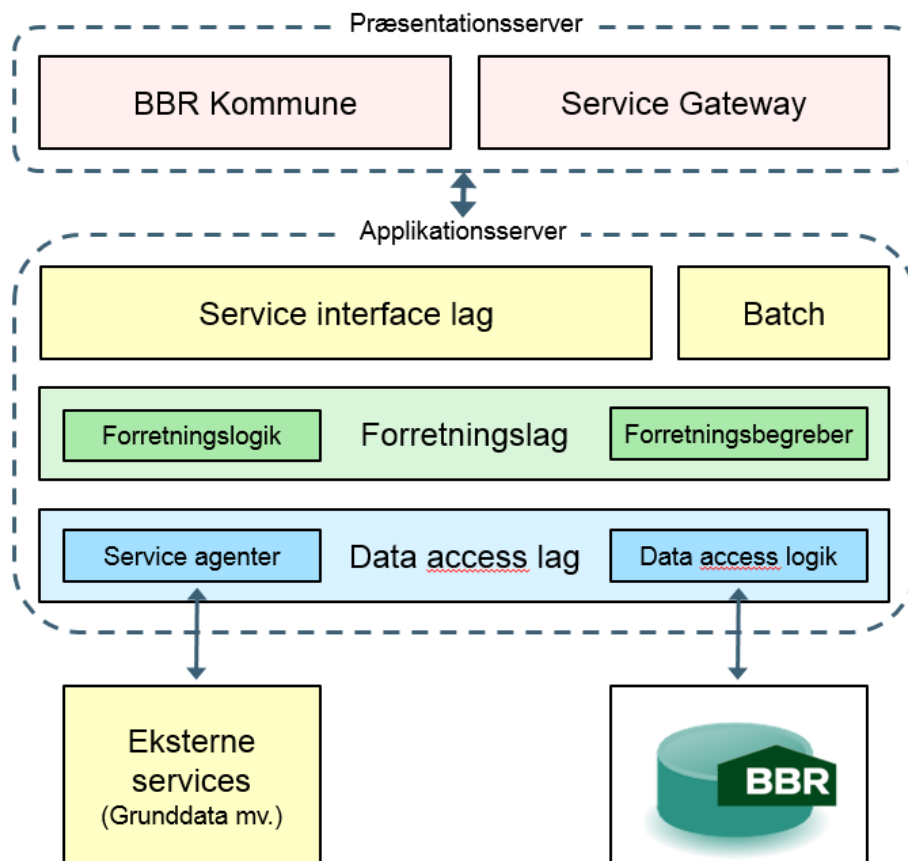 Præsentationsserver
BBR Kommune
Service Gateway
Applikationsserver
Service interface lag
Batch
Forretningslogik
Forretningslag
Forretningsbegreber
Service agenter
Data access lag
Data access logik
Eksterne
services
(Grunddata mv.)
BBR